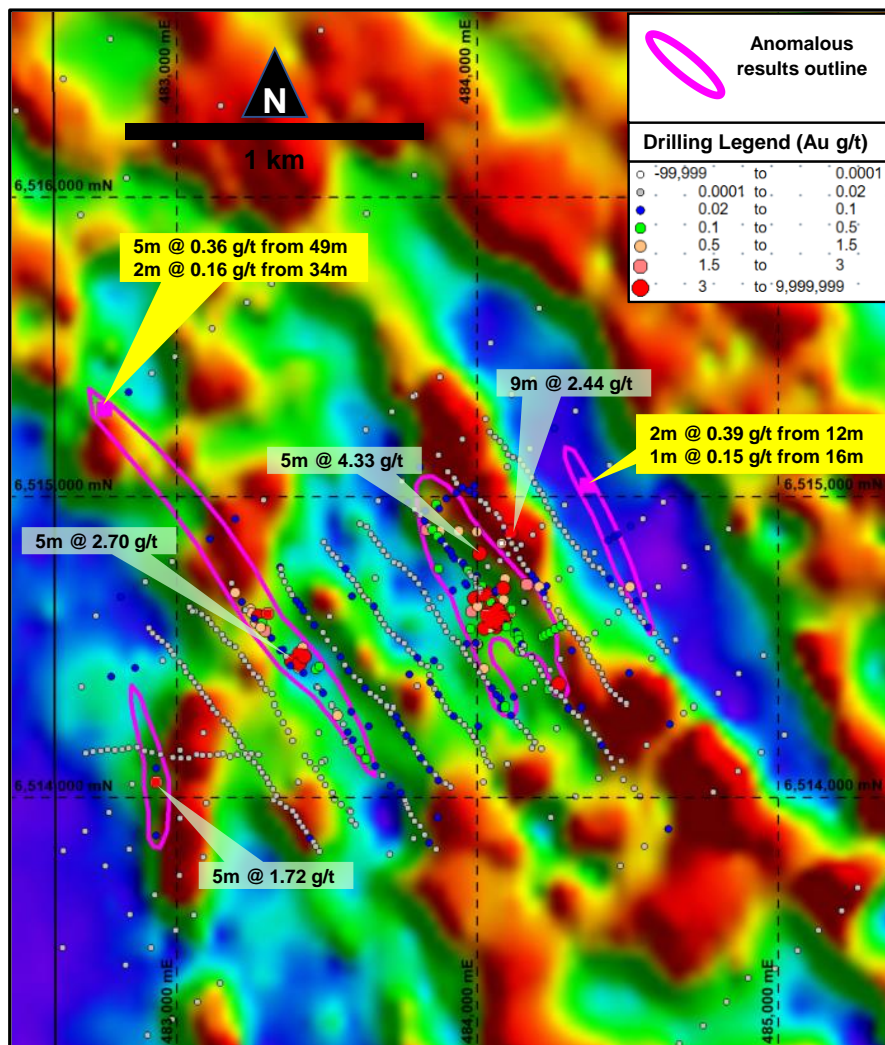 483,000 mE
484,000 mE
Anomalous
results outline
N
1 km
Drilling Legend (Au g/t)
-99,999 to 0.0001
0.0001 to 0.02
0.02 to 0.1
0.1 to 0.5
0.5 to 1.5
1.5 to 3
3 to 9,999,999
6,516,000 mN
5m @ 0.36 g/t from 49m
2m @ 0.16 g/t from 34m
9m @ 2.44 g/t
2m @ 0.39 g/t from 12m
1m @ 0.15 g/t from 16m
5m @ 4.33 g/t
6,515,000 mN
6,515,000 mN
5m @ 2.70 g/t
6,514,000 mN
6,514,000 mN
5m @ 1.72 g/t
483,000 mE
484,000 mE
485,000 mE